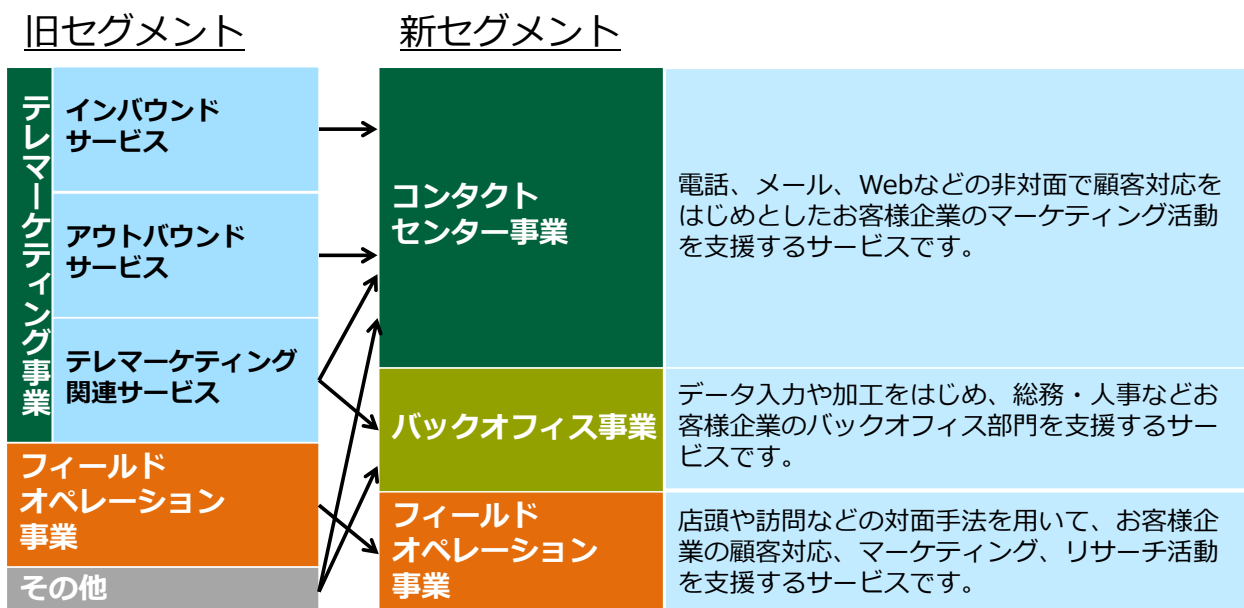 旧セグメント
新セグメント
テレマーケティング事業
インバウンド
サービス
アウトバウンド
サービス
テレマーケティング
関連サービス
フィールド
オペレーション
事業
その他
コンタクト
センター事業
電話、メール、Webなどの非対面で顧客対応を
はじめとしたお客様企業のマーケティング活動
を支援するサービスです。
バックオフィス事業
データ入力や加工をはじめ、総務・人事などお
客様企業のバックオフィス部門を支援するサー
ビスです。
フィールド
オペレーション
事業
店頭や訪問などの対面手法を用いて、お客様企
業の顧客対応、マーケティング、リサーチ活動
を支援するサービスです。